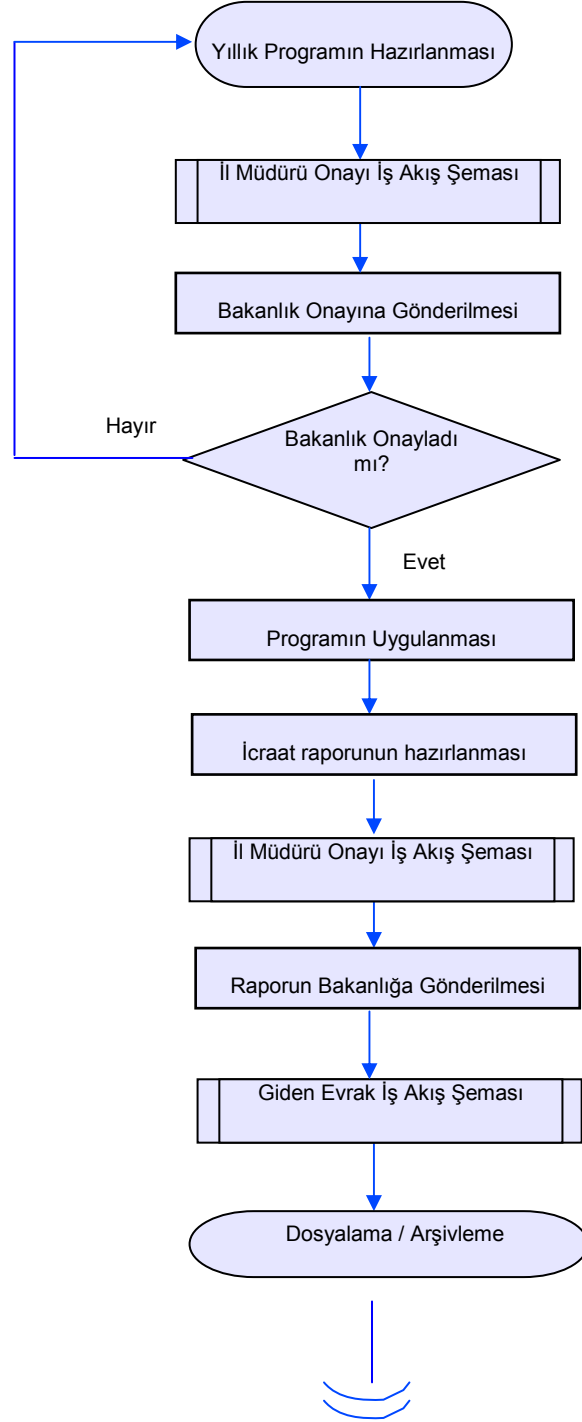 Yıllık Programın Hazırlanması
İl Müdürü Onayı İş Akış Şeması
Bakanlık Onayına Gönderilmesi
Hayır
Bakanlık Onayladı
mı?
Evet
Programın Uygulanması
İcraat raporunun hazırlanması
İl Müdürü Onayı İş Akış Şeması
Raporun Bakanlığa Gönderilmesi
Giden Evrak İş Akış Şeması
Dosyalama / Arşivleme